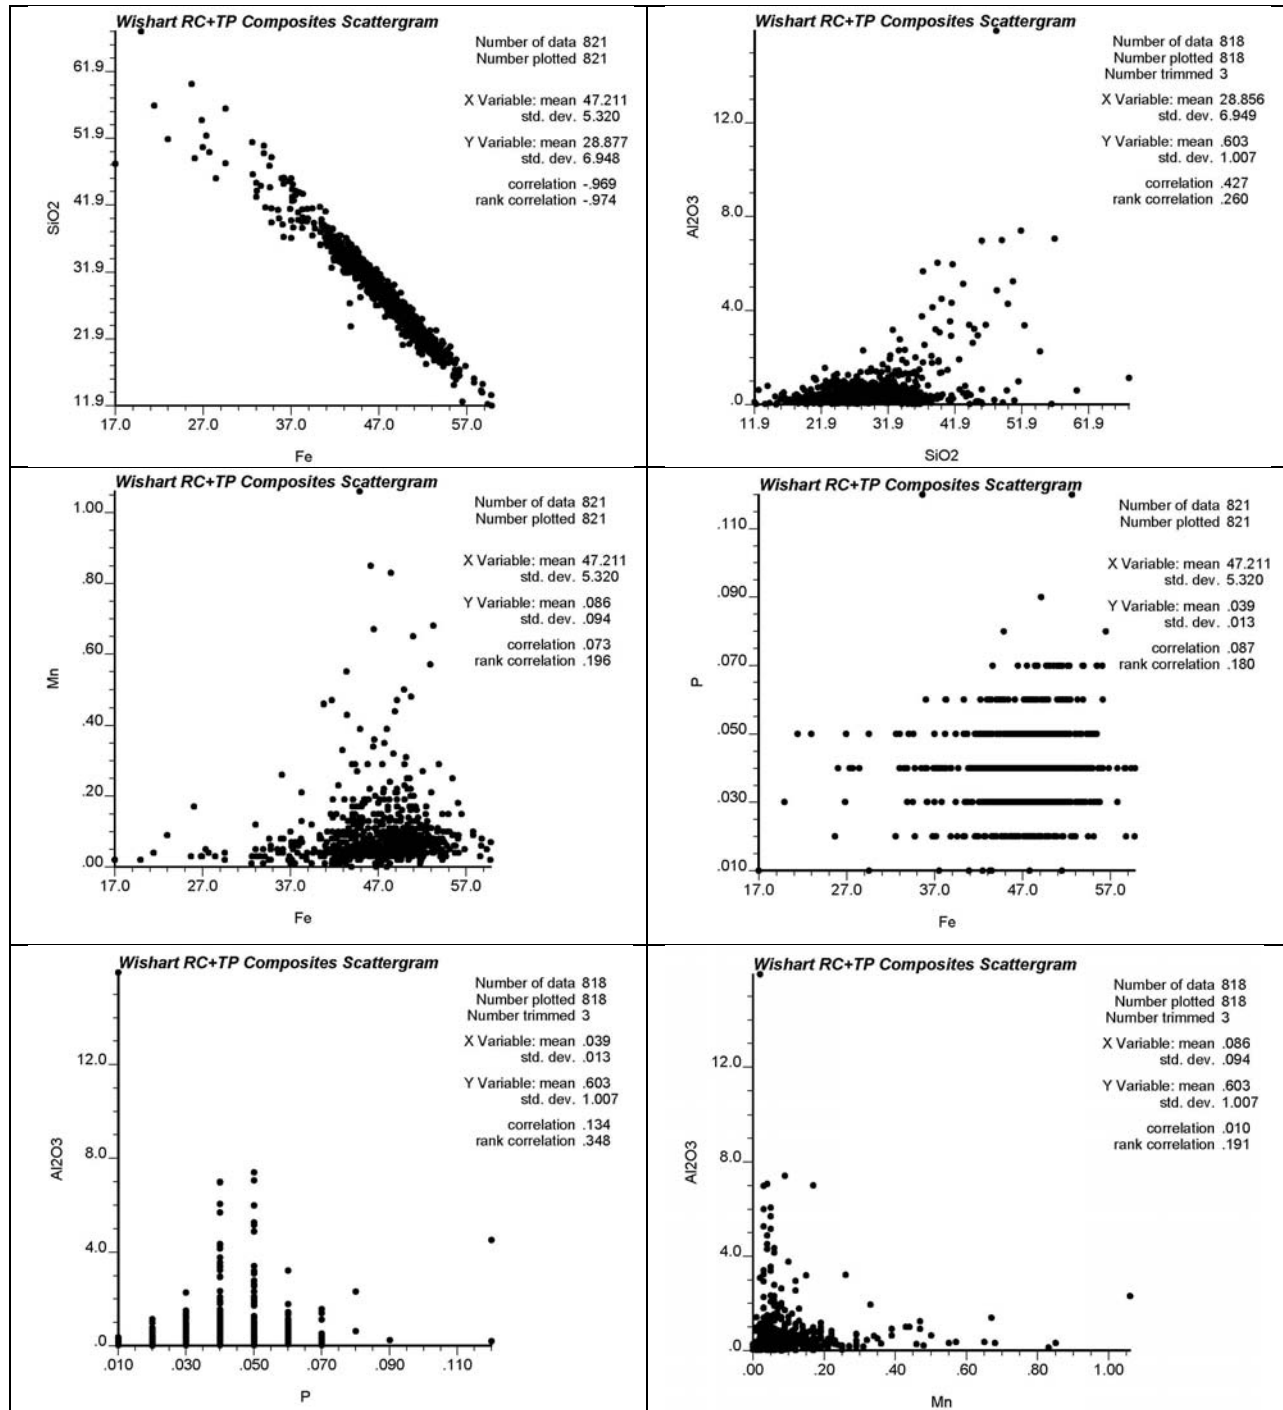 Wishart RC+TP Composites Scattergram
Number of data 821
Number plotted 821
X Variable: mean 47.211
std. dev. 5.320
Y Variable: mean 28.877
std. dev. 6.948
correlation -.969
rank correlation -.974
61.9
51.9
41.9
31.9
21.9
11.9
SiO2
17.0 27.0 37.0 47.0 57.0
Fe
Wishart RC+TP Composites Scattergram
Number of data 818
Number plotted 818
Number trimmed 3
X Variable: mean 28.856
std. dev. 6.949
Y Variable: mean .603
std. dev. 1.007
correlation .427
rank correlation .260
12.0
8.0
4.0
.0
Al2O3
11.9 21.9 31.9 41.9 51.9 61.9
SiO2
Wishart RC+TP Composites Scattergram
Number of data 821
Number plotted 821
X Variable: mean 47.211
std. dev. 5.320
Y Variable: mean .086
std. dev. .094
correlation .073
rank correlation .196
1.00
.80
.60
.40
.20
.00
Mn
17.0 27.0 37.0 47.0 57.0
Fe
Wishart RC+TP Composites Scattergram
Number of data 821
Number plotted 821
X Variable: mean 47.211
std. dev. 5.320
Y Variable: mean .039
std. dev. .013
correlation .087
rank correlation .180
.110
.090
.070
.050
.030
.010
P
17.0 27.0 37.0 47.0 57.0
Fe
Wishart RC+TP Composites Scattergram
Number of data 818
Number plotted 818
Number trimmed 3
X Variable: mean .039
std. dev. .013
Y Variable: mean .603
std. dev. 1.007
correlation .134
rank correlation .348
12.0
8.0
4.0
.0
Al2O3
.010 .030 .050 .070 .090 .110
P
Wishart RC+TP Composites Scattergram
Number of data 818
Number plotted 818
Number trimmed 3
X Variable: mean .086
std. dev. .094
Y Variable: mean .603
std. dev. 1.007
correlation .010
rank correlation .191
12.0
8.0
4.0
.0
Al2O3
.00 .20 .40 .60 .80 1.00
Mn